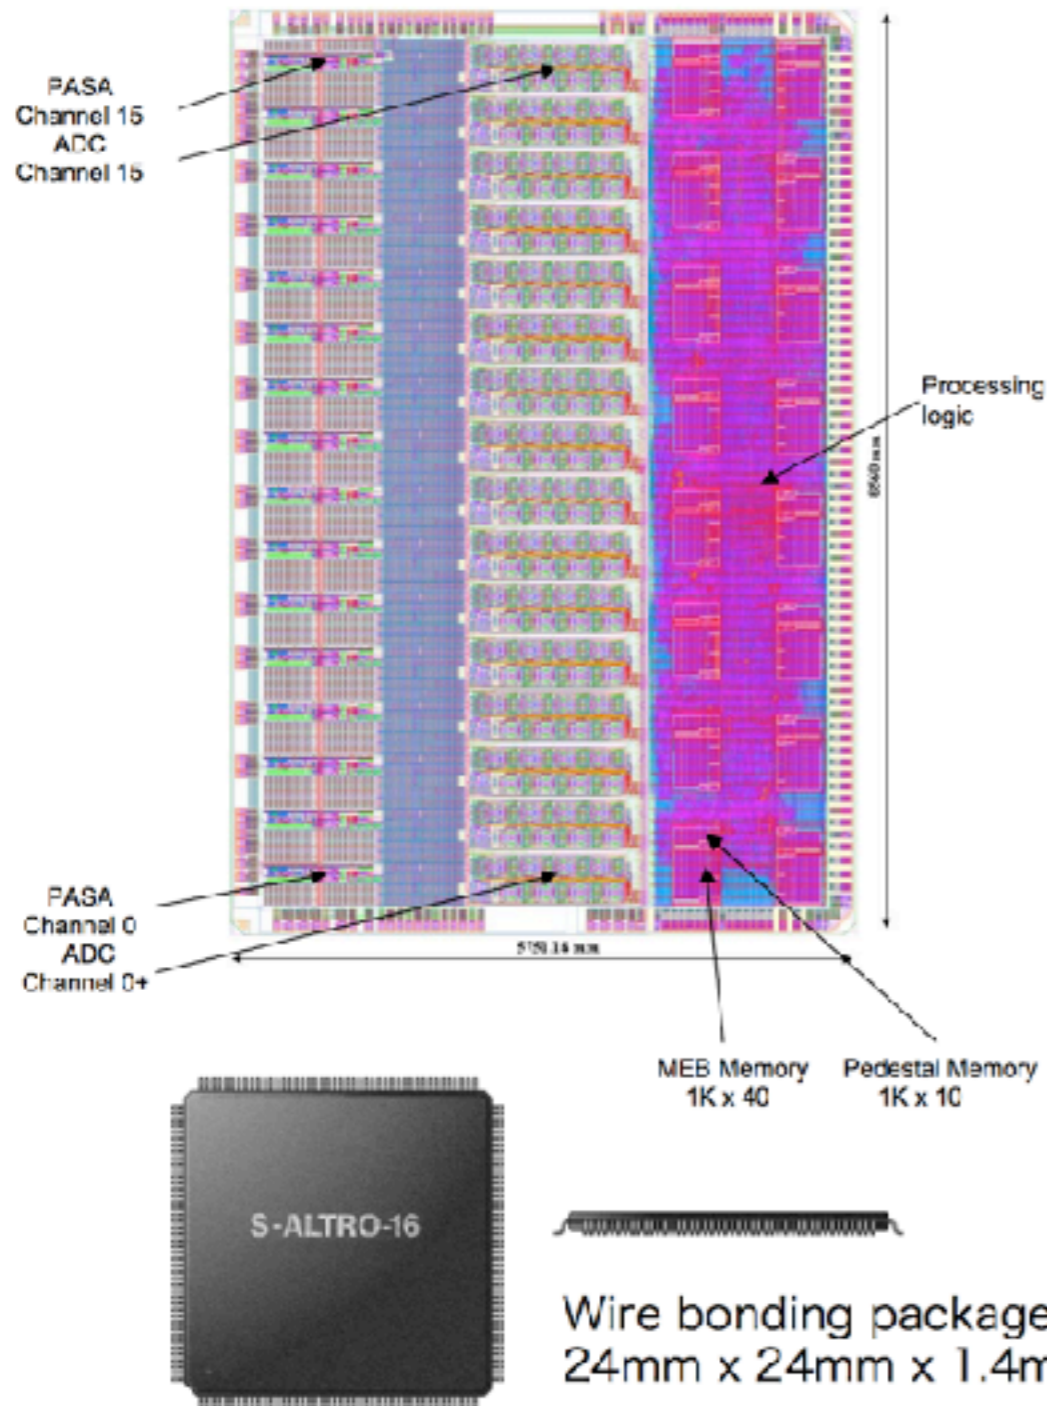 PASA
Channel 15
ADC
Channel 15
Processing
logic
PASA
Channel 0
ADC
Channel 0+
MEB Memory
1K x 40
Pedestal Memory
1K x 10
S-ALTRO-16
Wire bonding package
24mm x 24mm x 1.4m